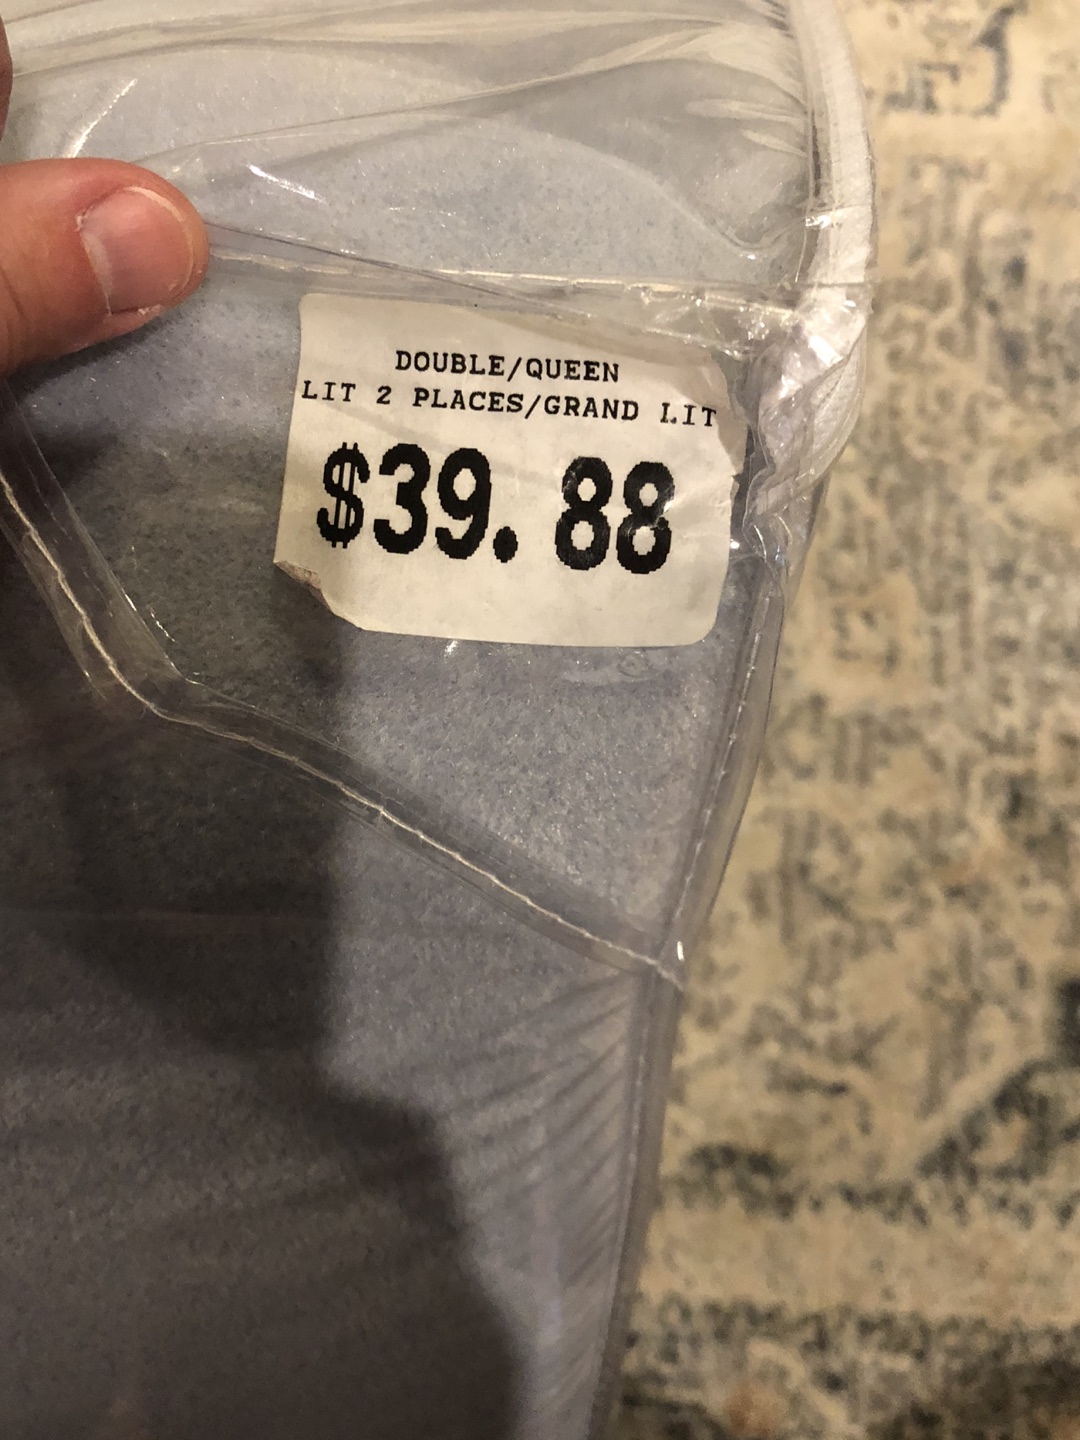 DOUBLE/QUEEN
LIT 2 PLACES/GRAND LIT
$39.88